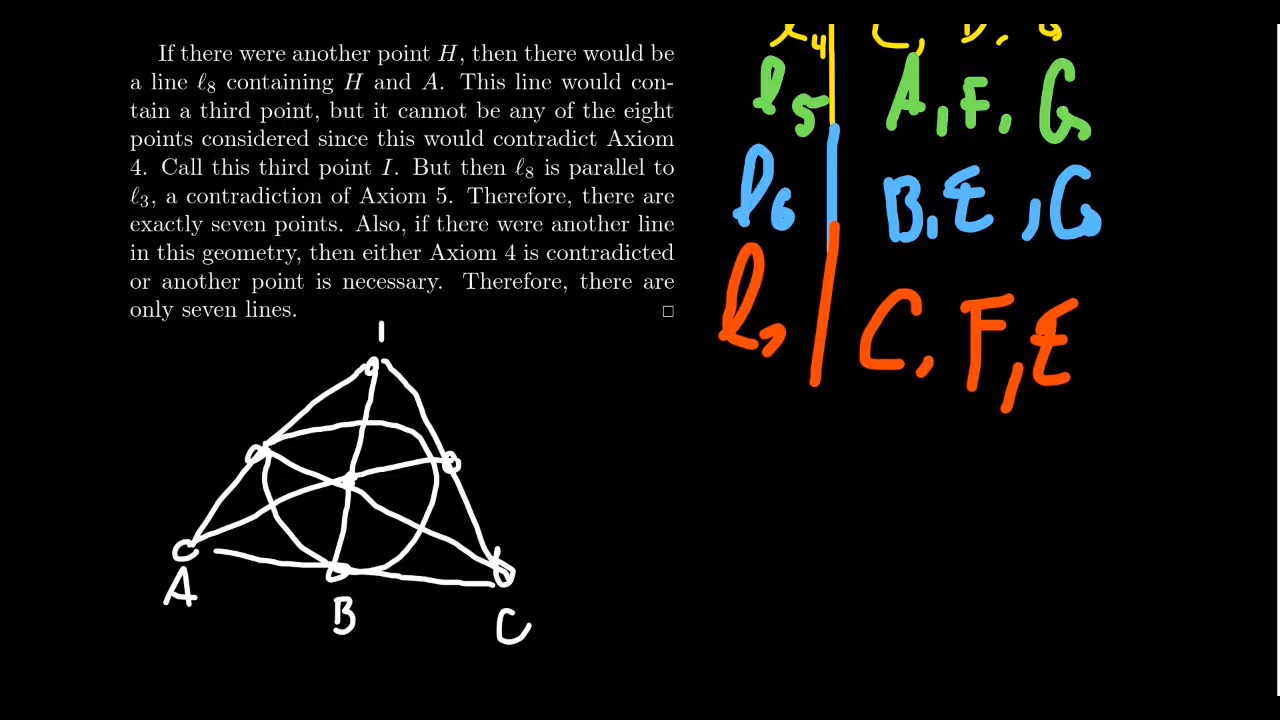 If there were another point H, then there would be
a line ℓ₈ containing H and A. This line would con-
tain a third point, but it cannot be any of the eight
points considered since this would contradict Axiom
4. Call this third point I. But then ℓ₈ is parallel to
ℓ₃, a contradiction of Axiom 5. Therefore, there are
exactly seven points. Also, if there were another line
in this geometry, then either Axiom 4 is contradicted
or another point is necessary. Therefore, there are
only seven lines. □
ℓ₄ C, D, G
ℓ₅ A, F, G
ℓ₆ B, E, G
ℓ₇ C, F, E
A
B
C